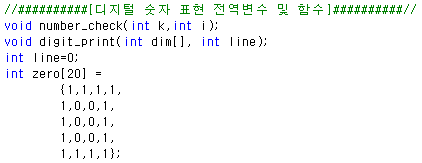 //##########[디지털 숫자 표현 전역변수 및 함수]##########//
void number_check(int k,int i);
void digit_print(int dim[], int line);
int line=0;
int zero[20] =
{1,1,1,1,
1,0,0,1,
1,0,0,1,
1,0,0,1,
1,1,1,1};